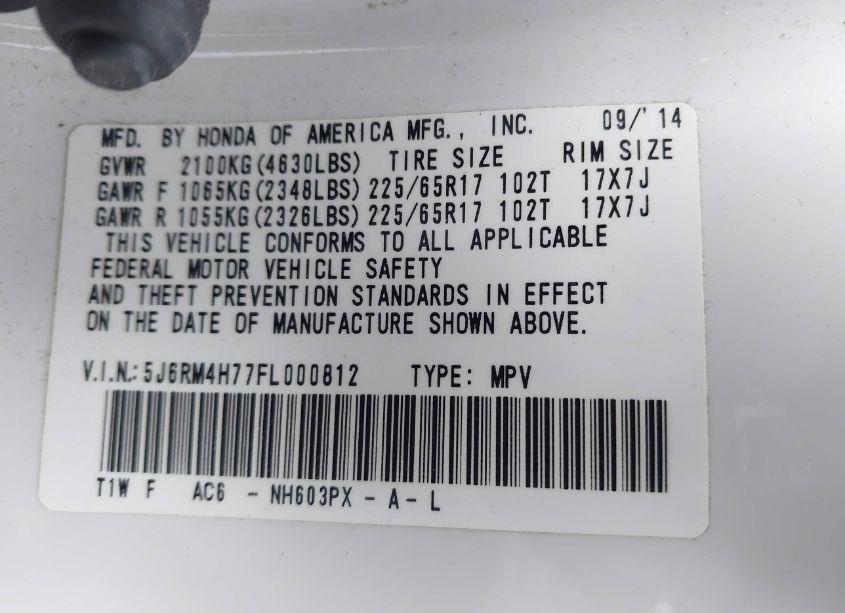 MFD. BY HONDA OF AMERICA MFG., INC. 09/'14
GVWR 2100KG(4630LBS) TIRE SIZE RIM SIZE
GAWR F 1065KG(2348LBS) 225/65R17 102T 17X7J
GAWR R 1055KG(2326LBS) 225/65R17 102T 17X7J
THIS VEHICLE CONFORMS TO ALL APPLICABLE
FEDERAL MOTOR VEHICLE SAFETY
AND THEFT PREVENTION STANDARDS IN EFFECT
ON THE DATE OF MANUFACTURE SHOWN ABOVE.
V.I.N.: 5J6RM4H77FL000812 TYPE: MPV
T1W F AC6 - NH603PX - A - L